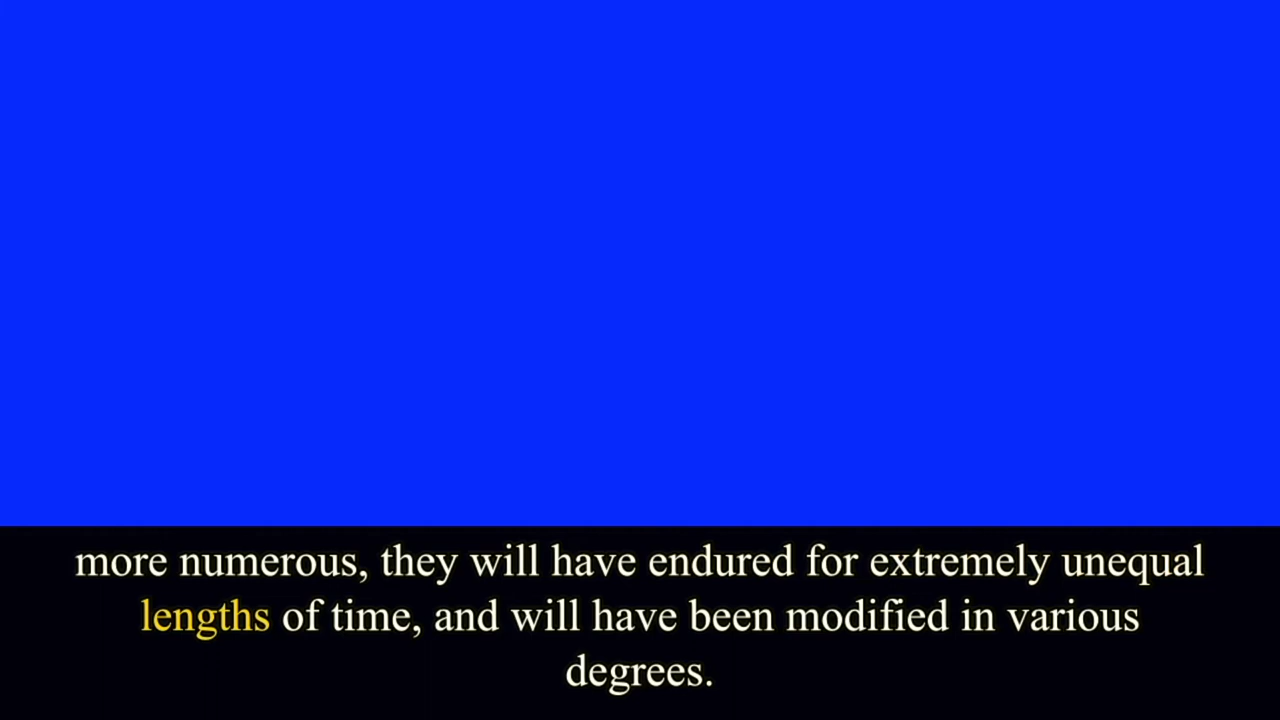 more numerous, they will have endured for extremely unequal
lengths of time, and will have been modified in various
degrees.